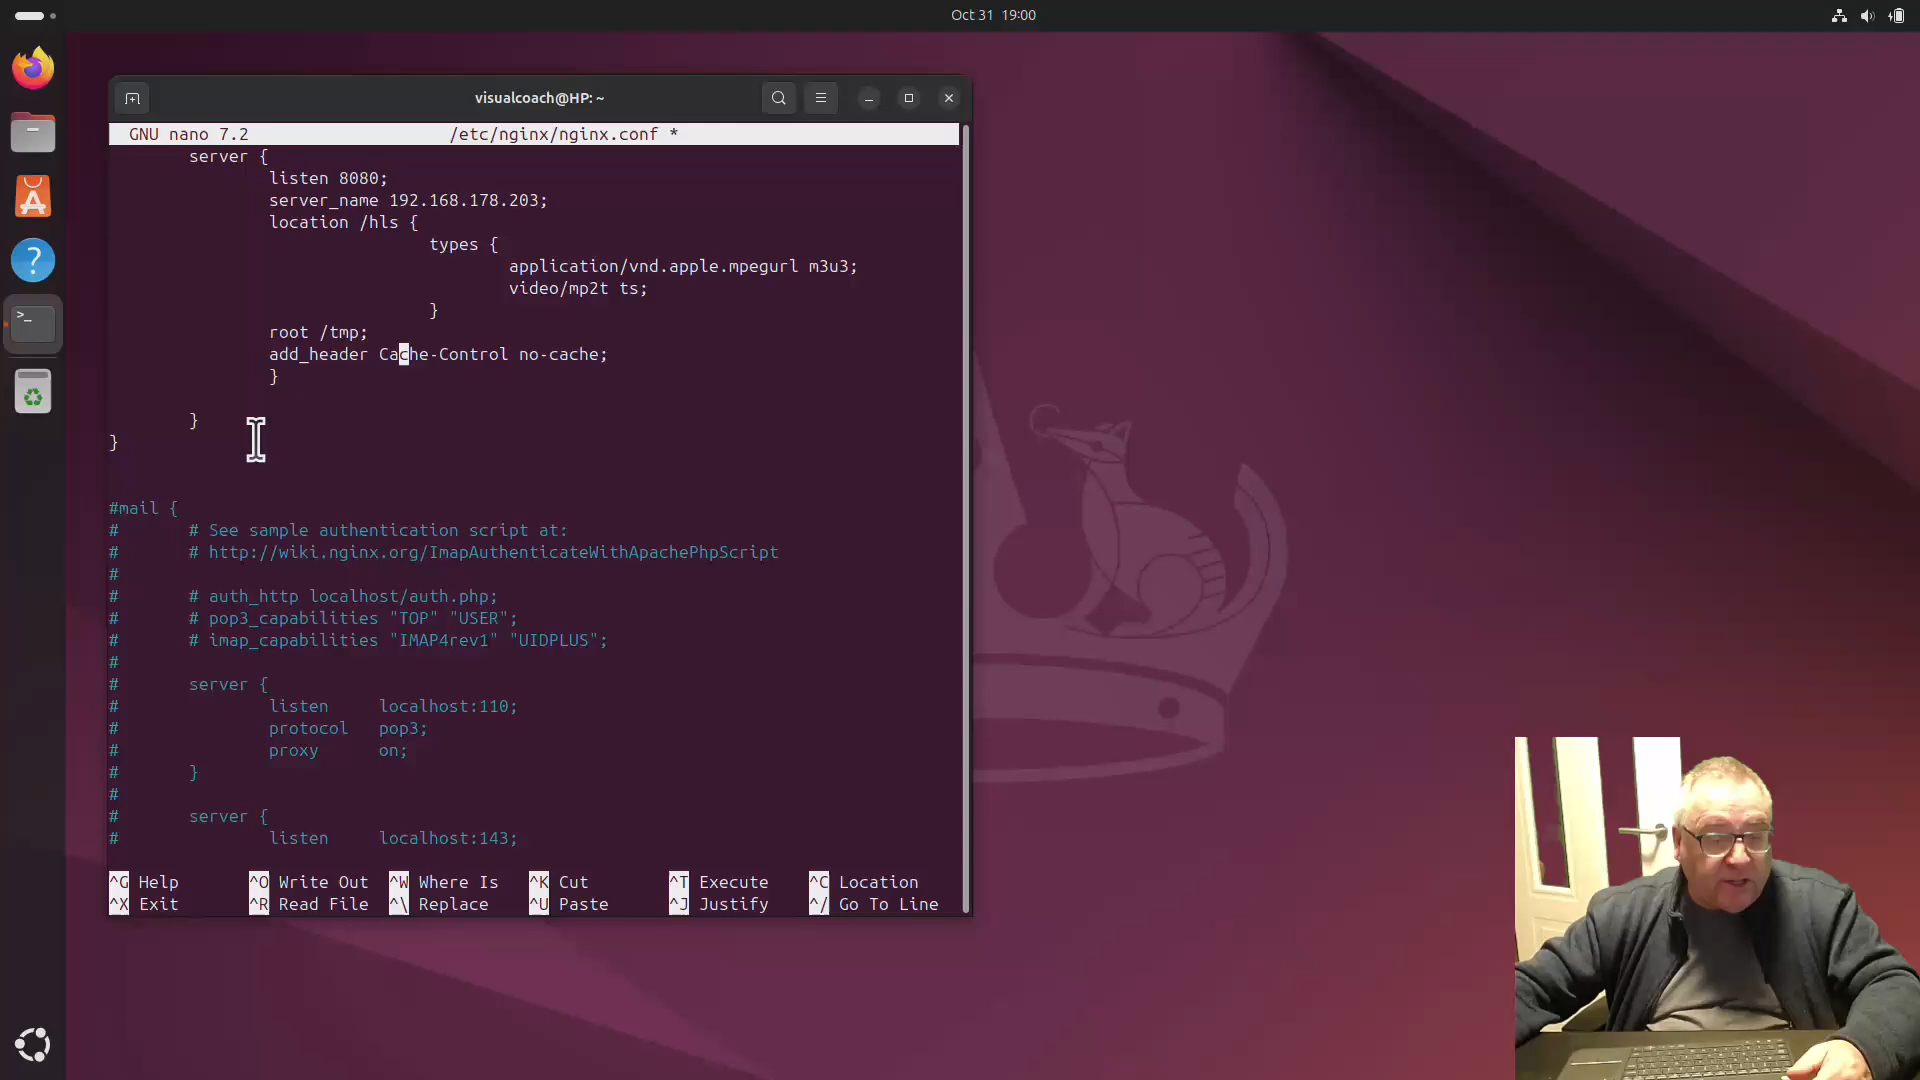 Oct 31 19:00
visualcoach@HP: ~
GNU nano 7.2 /etc/nginx/nginx.conf *
server {
listen 8080;
server_name 192.168.178.203;
location /hls {
types {
application/vnd.apple.mpegurl m3u3;
video/mp2t ts;
}
root /tmp;
add_header Cache-Control no-cache;
}
}
}
#mail {
# # See sample authentication script at:
# # http://wiki.nginx.org/ImapAuthenticateWithApachePhpScript
#
# # auth_http localhost/auth.php;
# # pop3_capabilities "TOP" "USER";
# # imap_capabilities "IMAP4rev1" "UIDPLUS";
#
# server {
# listen localhost:110;
# protocol pop3;
# proxy on;
# }
#
# server {
# listen localhost:143;
^G Help ^O Write Out ^W Where Is ^K Cut ^T Execute ^C Location
^X Exit ^R Read File ^\ Replace ^U Paste ^J Justify ^/ Go To Line